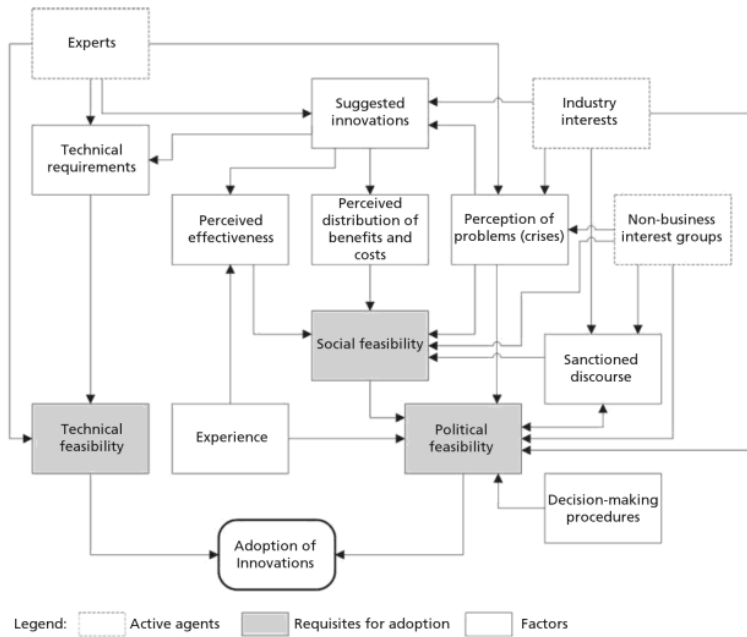 Experts
Suggested
innovations
Industry
interests
Technical
requirements
Perceived
effectiveness
Perceived
distribution of
benefits and
costs
Perception of
problems (crises)
Non-business
interest groups
Social feasibility
Sanctioned
discourse
Technical
feasibility
Experience
Political
feasibility
Decision-making
procedures
Adoption of
Innovations
Legend:
Active agents
Requisites for adoption
Factors